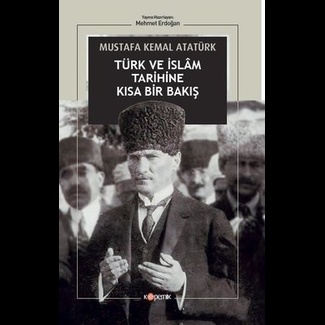 Yayına Hazırlayan:
Mehmet Erdoğan
MUSTAFA KEMAL ATATÜRK
TÜRK VE İSLÂM
TARİHİNE
KISA BİR BAKIŞ
Kopernik